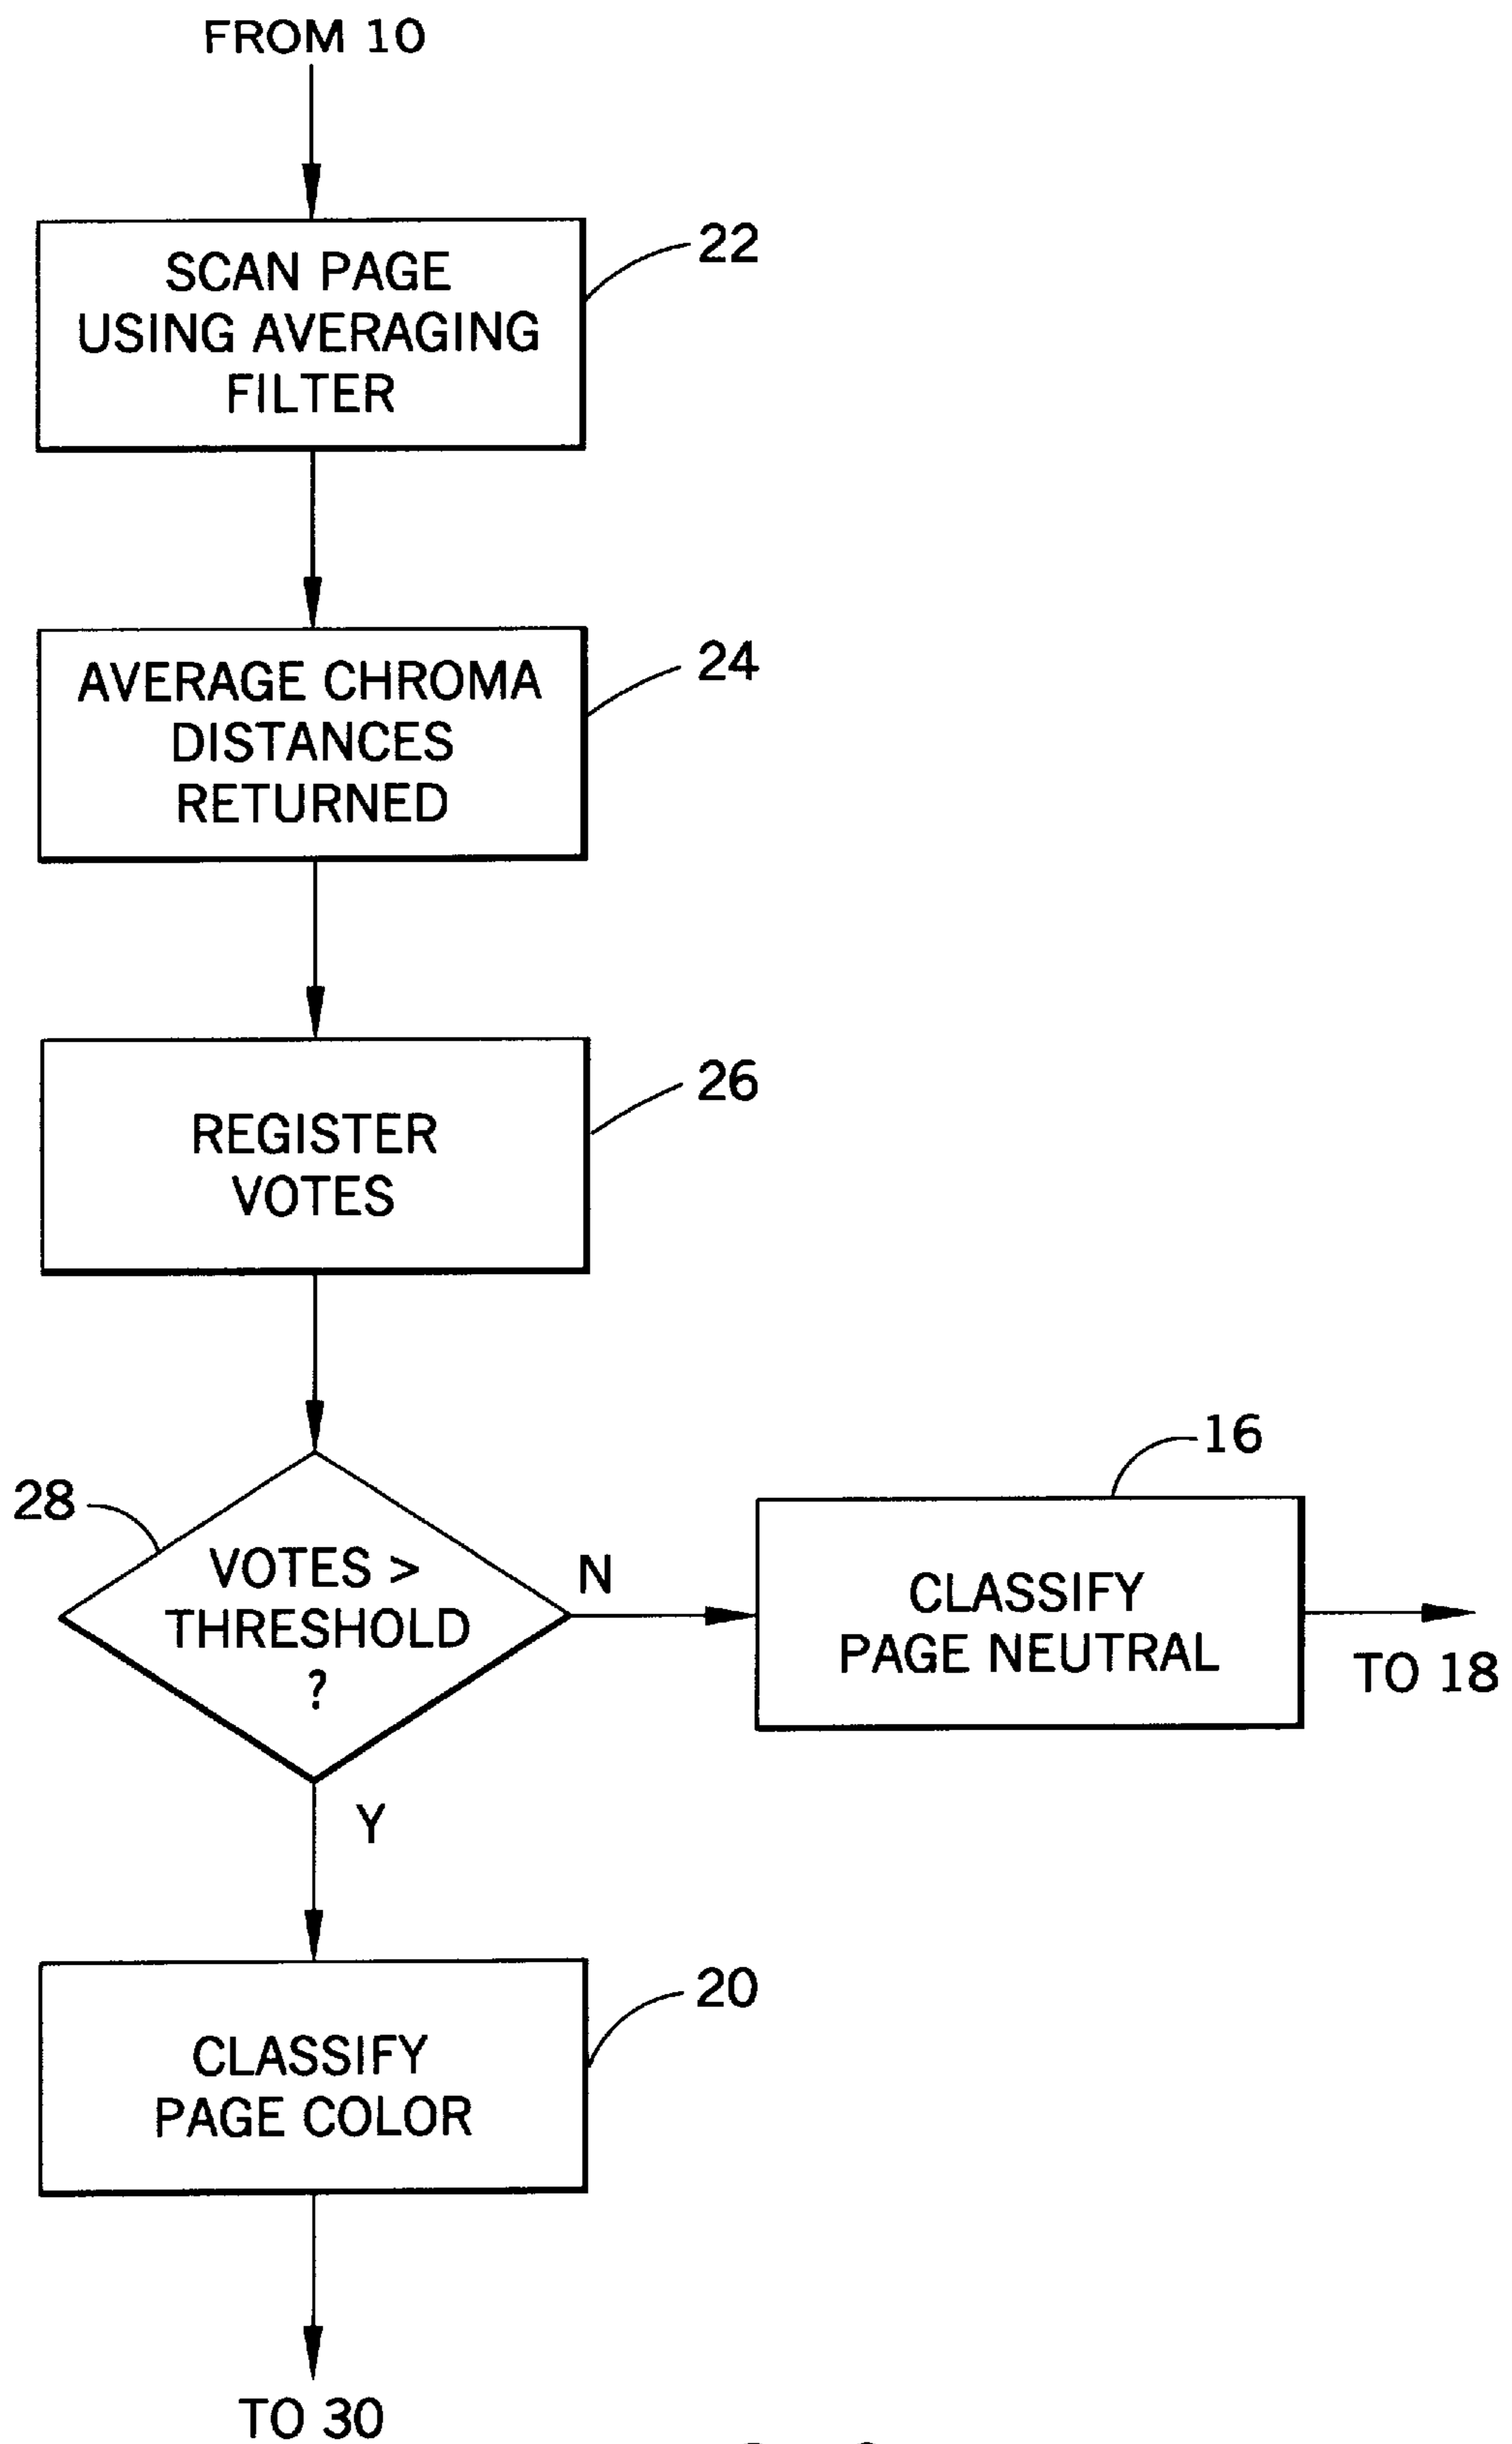 FROM 10
SCAN PAGE
USING AVERAGING
FILTER
22
AVERAGE CHROMA
DISTANCES
RETURNED
24
REGISTER
VOTES
26
28
VOTES >
THRESHOLD
?
N
16
CLASSIFY
PAGE NEUTRAL
TO 18
Y
CLASSIFY
PAGE COLOR
20
TO 30